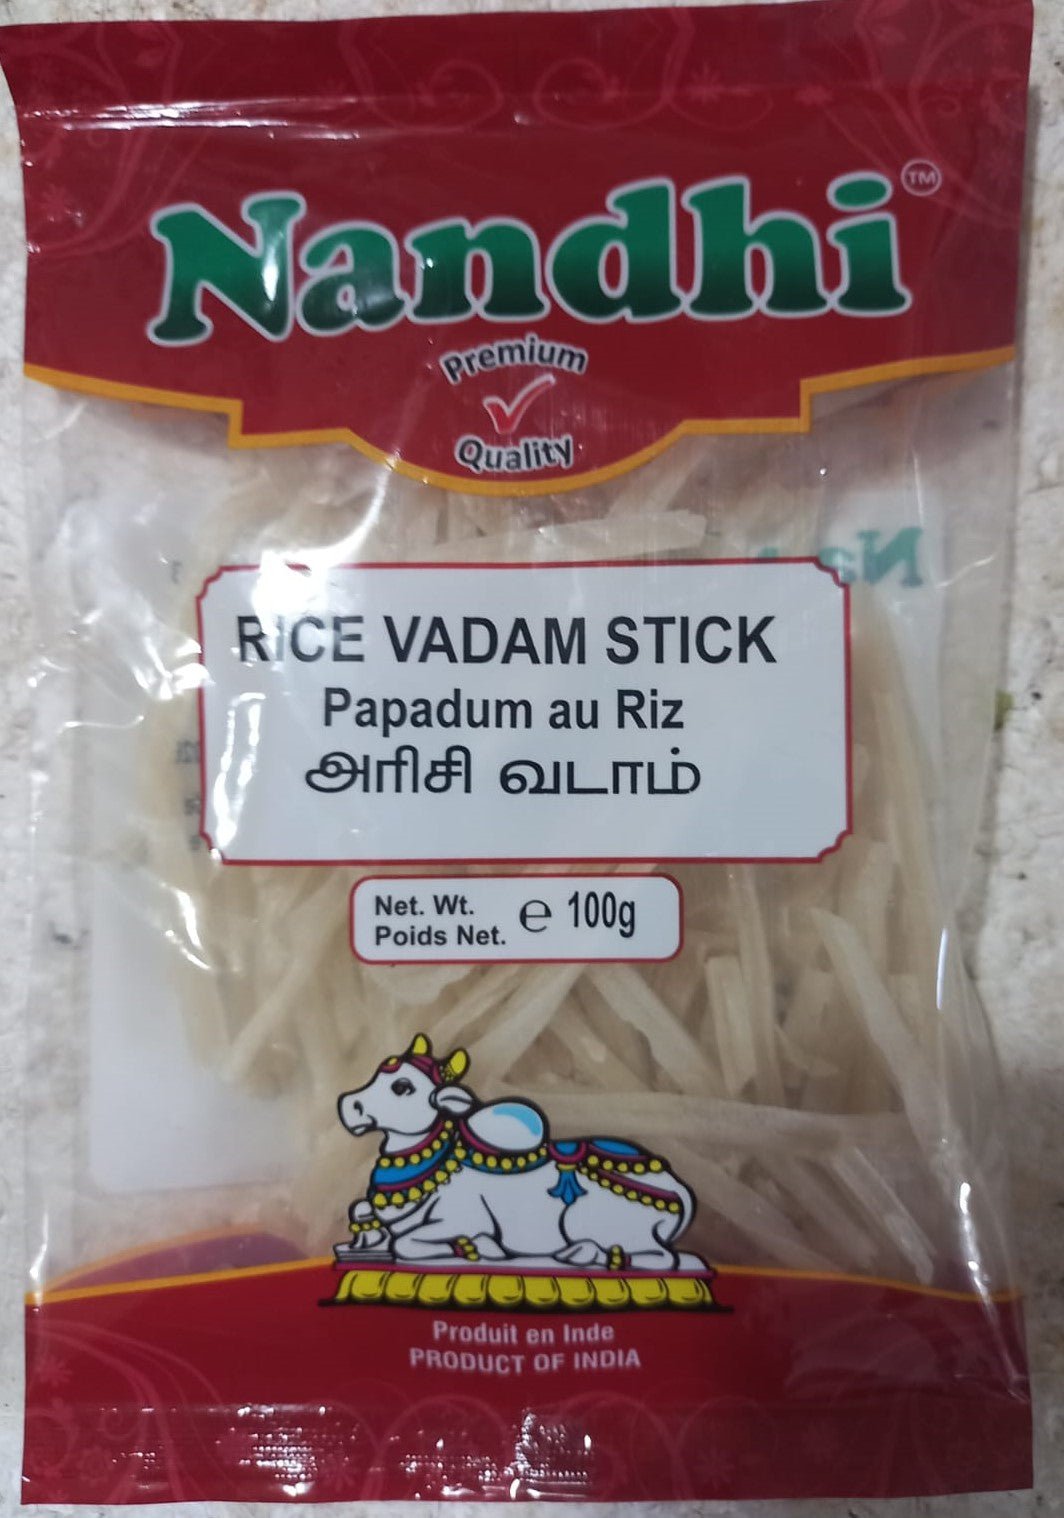 Nandhi TM
Premium
Quality
RICE VADAM STICK
Papadum au Riz
அரிசி வடாம்
Net. Wt.
Poids Net.
℮ 100g
Produit en Inde
PRODUCT OF INDIA